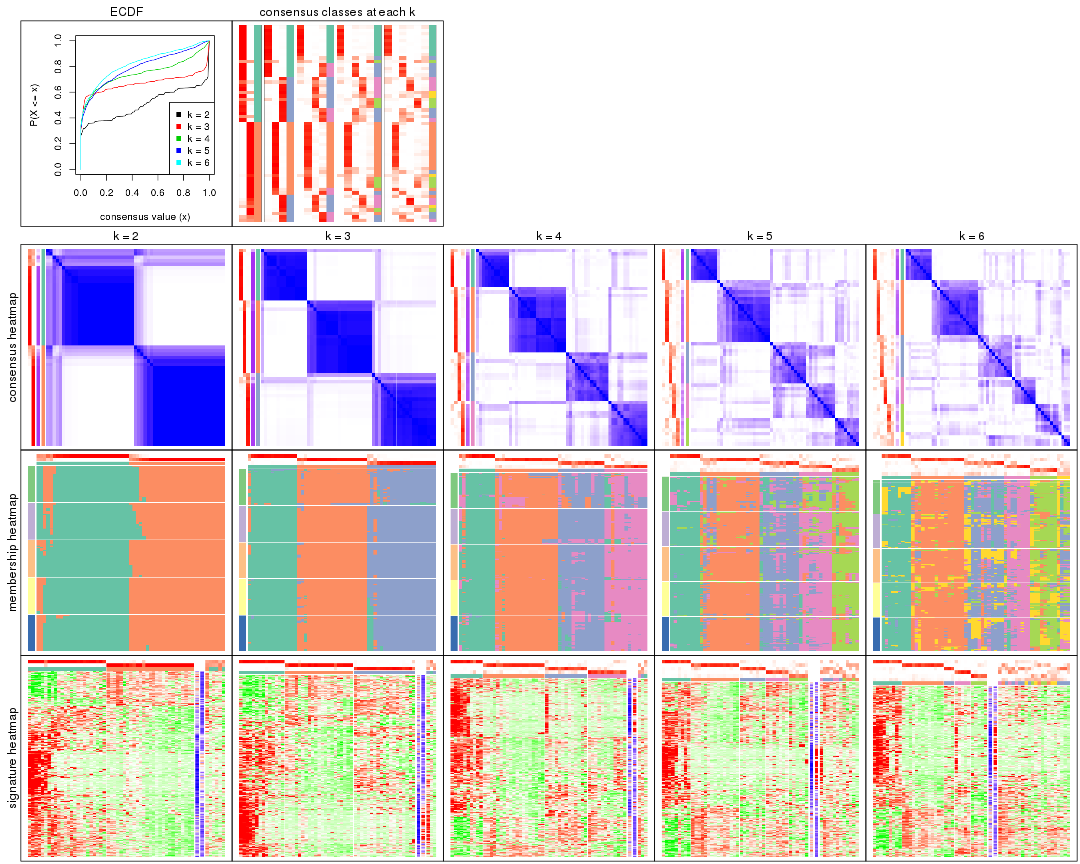 ECDF
consensus classes at each k
P(X <= x)
0.0 0.2 0.4 0.6 0.8 1.0
k = 2
k = 3
k = 4
k = 5
k = 6
0.0 0.2 0.4 0.6 0.8 1.0
consensus value (x)
k = 2
k = 3
k = 4
k = 5
k = 6
consensus heatmap
membership heatmap
signature heatmap